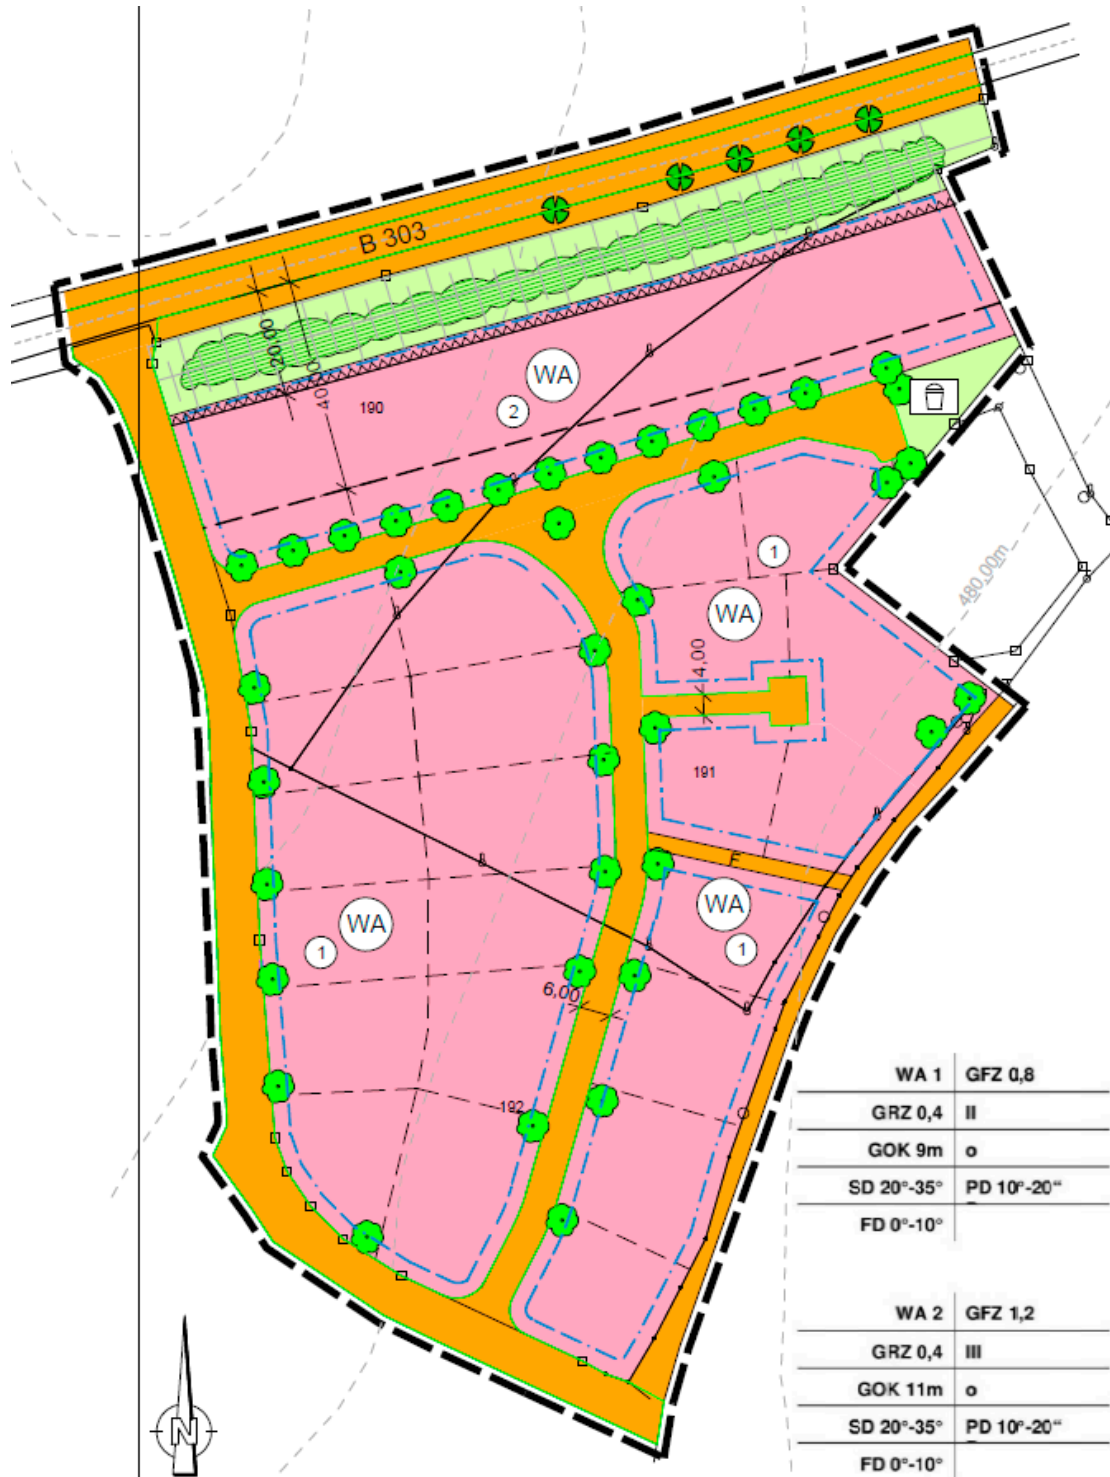 B 303
20,00
40,00
WA
190
2
1
480,00m
WA
4,00
191
F
WA
WA
1
1
6,00
192
WA 1 GFZ 0,8
GRZ 0,4 II
GOK 9m o
SD 20°-35° PD 10°-20°
FD 0°-10°
WA 2 GFZ 1,2
GRZ 0,4 III
GOK 11m o
SD 20°-35° PD 10°-20°
FD 0°-10°
N